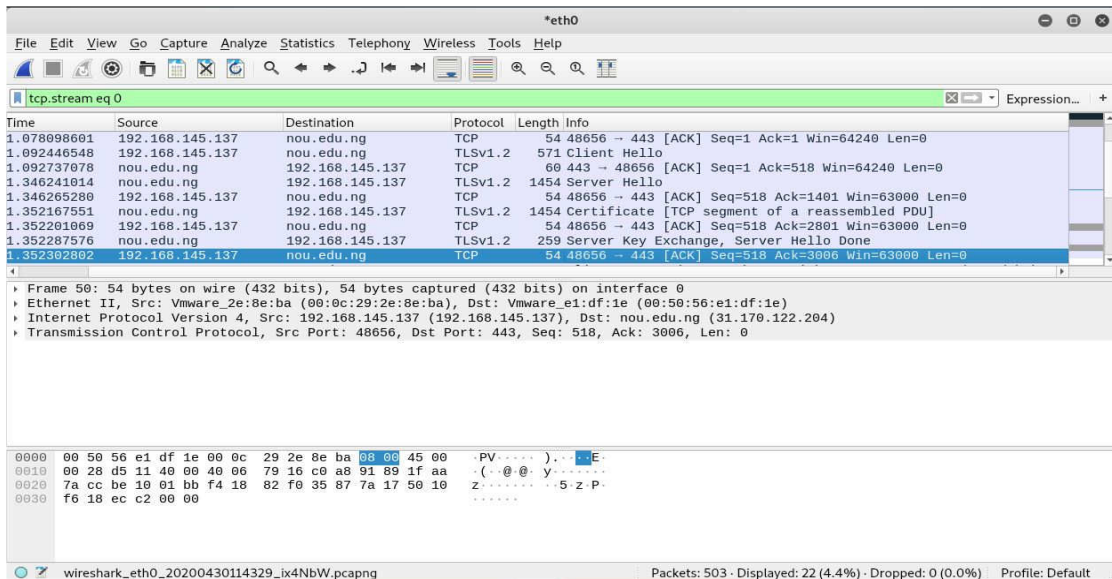 *eth0
File Edit View Go Capture Analyze Statistics Telephony Wireless Tools Help
tcp.stream eq 0 Expression... +
Time Source Destination Protocol Length Info
1.078098601 192.168.145.137 nou.edu.ng TCP 54 48656 → 443 [ACK] Seq=1 Ack=1 Win=64240 Len=0
1.092446548 192.168.145.137 nou.edu.ng TLSv1.2 571 Client Hello
1.092737078 nou.edu.ng 192.168.145.137 TCP 60 443 → 48656 [ACK] Seq=1 Ack=518 Win=64240 Len=0
1.346241014 nou.edu.ng 192.168.145.137 TLSv1.2 1454 Server Hello
1.346265280 192.168.145.137 nou.edu.ng TCP 54 48656 → 443 [ACK] Seq=518 Ack=1401 Win=63000 Len=0
1.352167551 nou.edu.ng 192.168.145.137 TLSv1.2 1454 Certificate [TCP segment of a reassembled PDU]
1.352201069 192.168.145.137 nou.edu.ng TCP 54 48656 → 443 [ACK] Seq=518 Ack=2801 Win=63000 Len=0
1.352287576 nou.edu.ng 192.168.145.137 TLSv1.2 259 Server Key Exchange, Server Hello Done
1.352302802 192.168.145.137 nou.edu.ng TCP 54 48656 → 443 [ACK] Seq=518 Ack=3006 Win=63000 Len=0
Frame 50: 54 bytes on wire (432 bits), 54 bytes captured (432 bits) on interface 0
Ethernet II, Src: Vmware_2e:8e:ba (00:0c:29:2e:8e:ba), Dst: Vmware_e1:df:1e (00:50:56:e1:df:1e)
Internet Protocol Version 4, Src: 192.168.145.137 (192.168.145.137), Dst: nou.edu.ng (31.170.122.204)
Transmission Control Protocol, Src Port: 48656, Dst Port: 443, Seq: 518, Ack: 3006, Len: 0
0000 00 50 56 e1 df 1e 00 0c 29 2e 8e ba 08 00 45 00 ·PV····· ).····E·
0010 00 28 d5 11 40 00 40 06 79 16 c0 a8 91 89 1f aa ·(··@·@· y·······
0020 7a cc be 10 01 bb f4 18 82 f0 35 87 7a 17 50 10 z······· ··5·z·P·
0030 f6 18 ec c2 00 00 ······
wireshark_eth0_20200430114329_ix4NbW.pcapng Packets: 503 · Displayed: 22 (4.4%) · Dropped: 0 (0.0%) Profile: Default